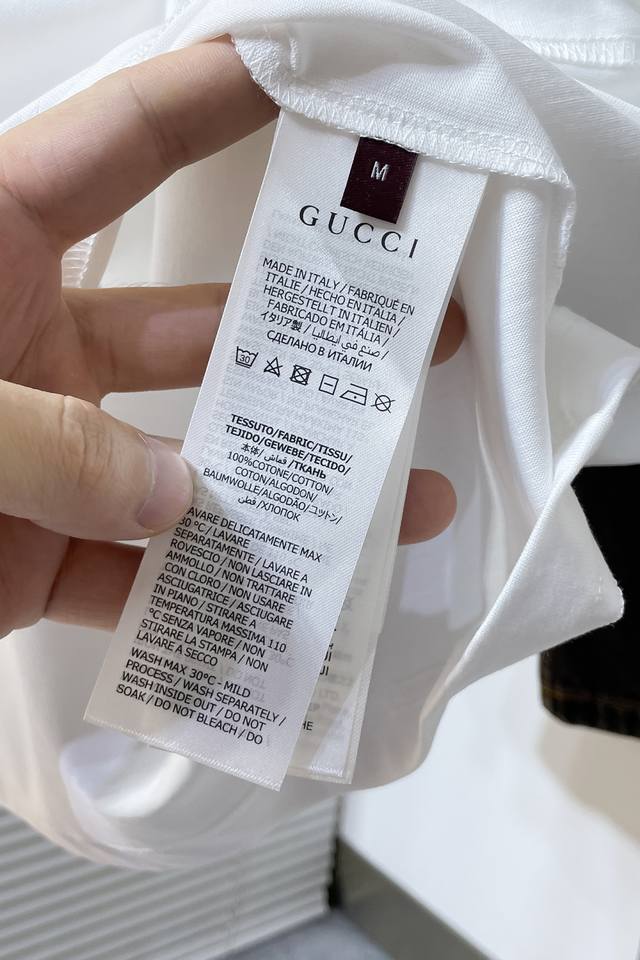 M
GUCCI
MADE IN ITALY / FABRIQUÉ EN
ITALIE / HECHO EN ITALIA /
HERGESTELLT IN ITALIEN /
FABRICADO EM ITÁLIA /
イタリア製 / صنع في ايطاليا /
СДЕЛАНО В ИТАЛИИ
30
TESSUTO/FABRIC/TISSU/
TEJIDO/GEWEBE/TECIDO/
本体/ قماش /ТКАНЬ
100%COTONE/COTTON/
COTON/ALGODON/
BAUMWOLLE/ALGODÃO/コットン/
قطن /ХЛОПОК
LAVARE DELICATAMENTE MAX
30 °C / LAVARE
SEPARATAMENTE / LAVARE A
ROVESCIO / NON LASCIARE IN
AMMOLLO / NON TRATTARE
CON CLORO / NON USARE
ASCIUGATRICE / ASCIUGARE
IN PIANO / STIRARE A
TEMPERATURA MASSIMA 110
°C SENZA VAPORE / NON
STIRARE LA STAMPA / NON
LAVARE A SECCO
WASH MAX 30°C - MILD
PROCESS / WASH SEPARATELY /
WASH INSIDE OUT / DO NOT
SOAK / DO NOT BLEACH / DO